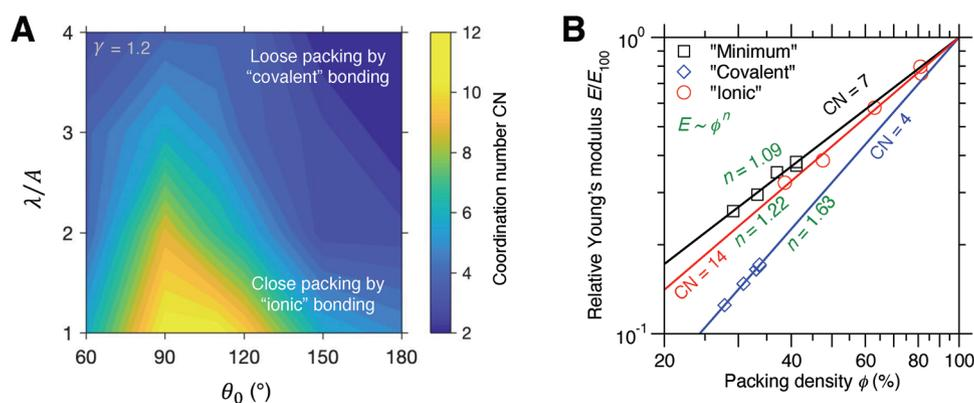 A
γ = 1.2
Loose packing by
“covalent” bonding
Close packing by
“ionic” bonding
4
3
2
1
λ/A
60 90 120 150 180
θ0 (°)
12
10
8
6
4
2
Coordination number CN
B
"Minimum"
"Covalent"
"Ionic"
E ~ ϕⁿ
CN = 7
n = 1.09
CN = 4
n = 1.22
n = 1.63
CN = 14
10⁰
10⁻¹
Relative Young's modulus E/E100
20 40 60 80 100
Packing density ϕ (%)